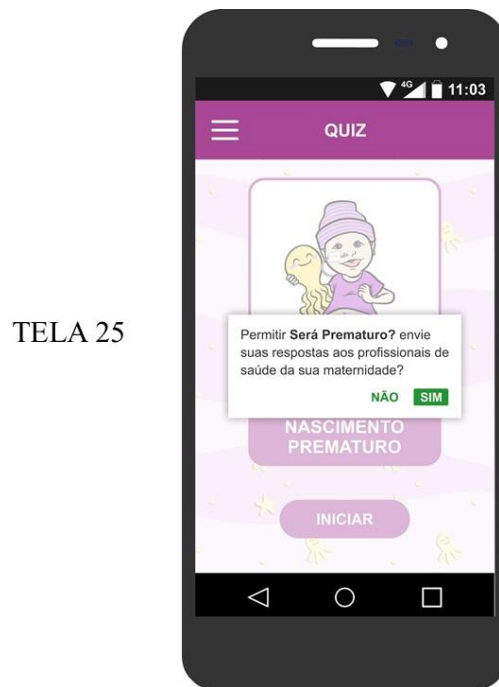 4G 11:03
QUIZ
TELA 25
Permitir Será Prematuro? envie
suas respostas aos profissionais de
saúde da sua maternidade?
NÃO SIM
NASCIMENTO
PREMATURO
INICIAR